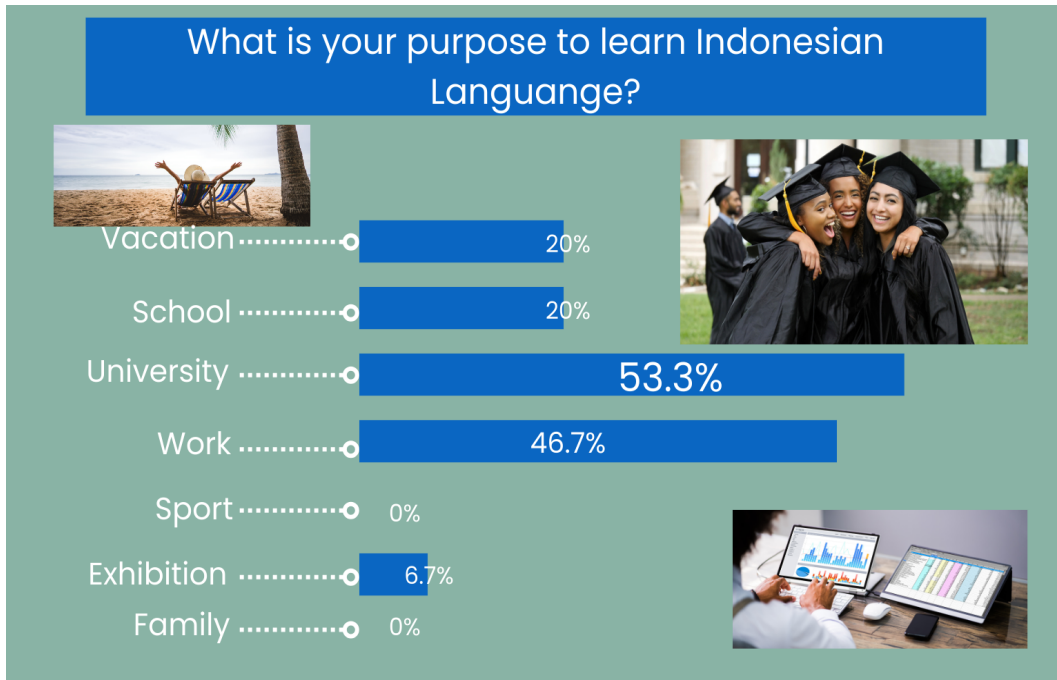 What is your purpose to learn Indonesian
Languange?
Vacation
20%
School
20%
University
53.3%
Work
46.7%
Sport
0%
Exhibition
6.7%
Family
0%